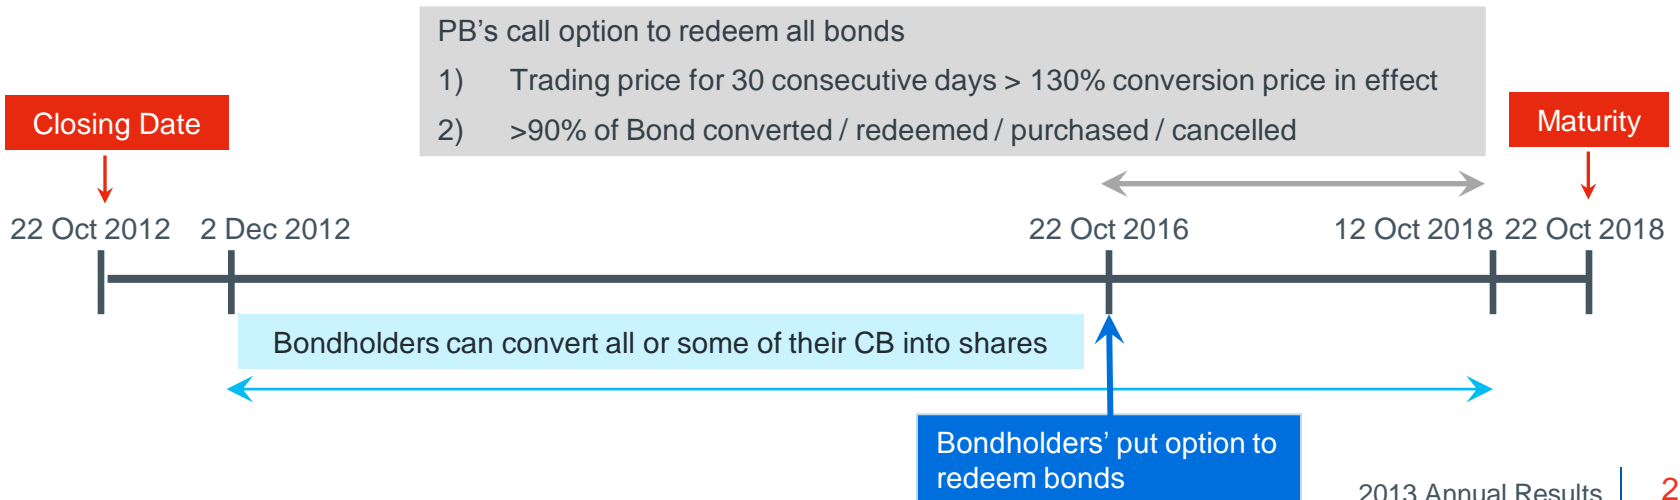 PB’s call option to redeem all bonds
1) Trading price for 30 consecutive days > 130% conversion price in effect
2) >90% of Bond converted / redeemed / purchased / cancelled
Closing Date
Maturity
22 Oct 2012 2 Dec 2012 22 Oct 2016 12 Oct 2018 22 Oct 2018
Bondholders can convert all or some of their CB into shares
Bondholders’ put option to
redeem bonds
2013 Annual Results 2